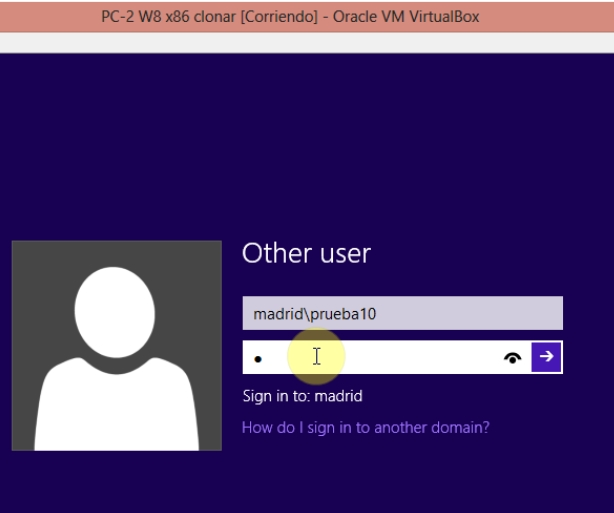 PC-2 W8 x86 clonar [Corriendo] - Oracle VM VirtualBox
Other user
madrid\prueba10
Sign in to: madrid
How do I sign in to another domain?